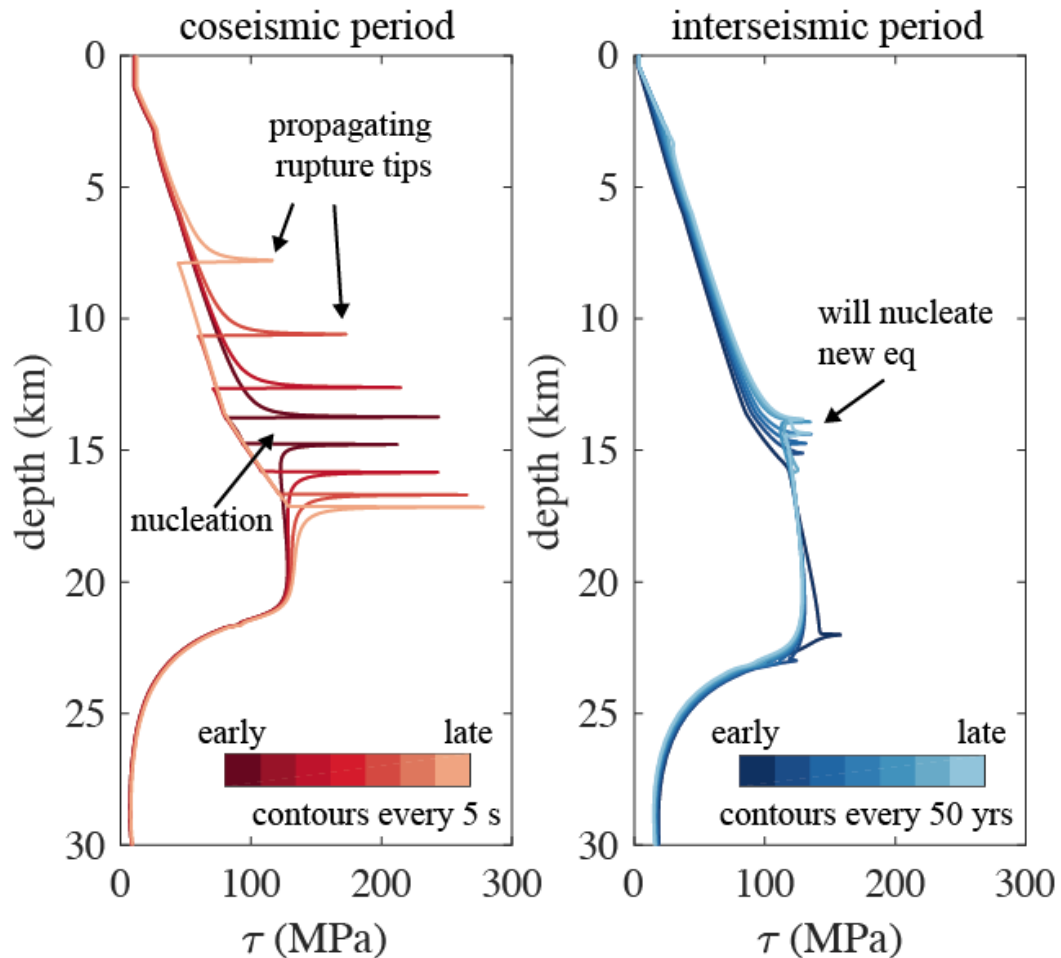 coseismic period
0
5
10
15
20
25
30
depth (km)
propagating
rupture tips
nucleation
early
late
contours every 5 s
0
100
200
300
τ (MPa)
interseismic period
0
5
10
15
20
25
30
depth (km)
will nucleate
new eq
early
late
contours every 50 yrs
0
100
200
300
τ (MPa)